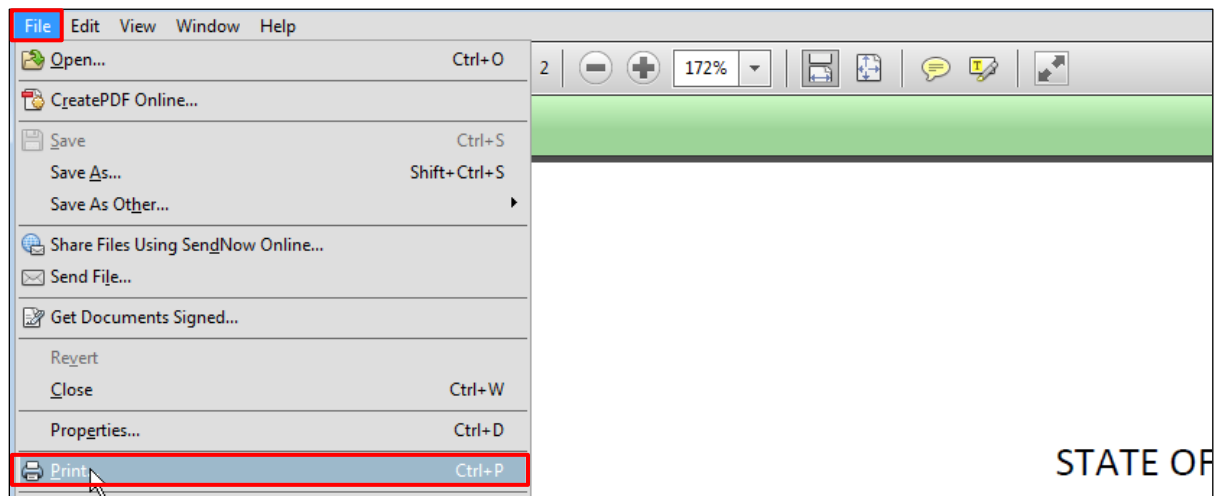 File Edit View Window Help
Open... Ctrl+O
2 172%
CreatePDF Online...
Save Ctrl+S
Save As... Shift+Ctrl+S
Save As Other...
Share Files Using SendNow Online...
Send File...
Get Documents Signed...
Revert
Close Ctrl+W
Properties... Ctrl+D
Print... Ctrl+P
STATE OF